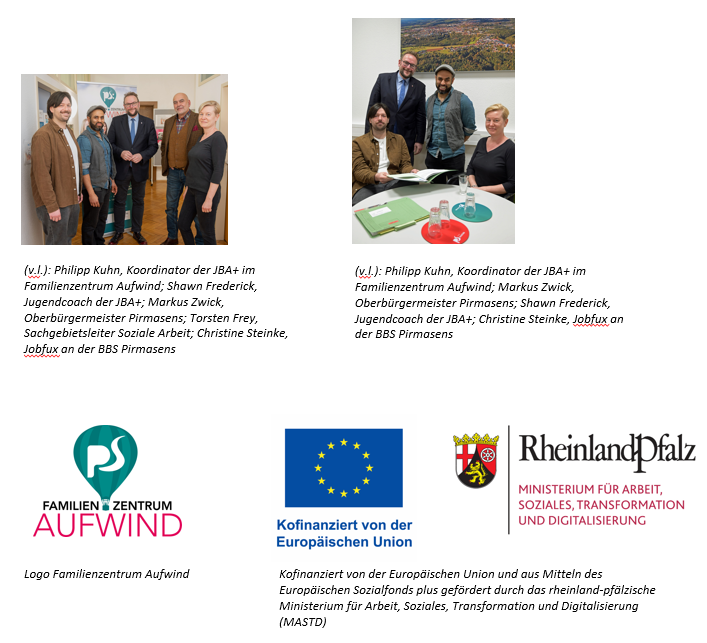 (v.l.): Philipp Kuhn, Koordinator der JBA+ im
Familienzentrum Aufwind; Shawn Frederick,
Jugendcoach der JBA+; Markus Zwick,
Oberbürgermeister Pirmasens; Torsten Frey,
Sachgebietsleiter Soziale Arbeit; Christine Steinke,
Jobfux an der BBS Pirmasens
(v.l.): Philipp Kuhn, Koordinator der JBA+ im
Familienzentrum Aufwind; Markus Zwick,
Oberbürgermeister Pirmasens; Shawn Frederick,
Jugendcoach der JBA+; Christine Steinke, Jobfux an
der BBS Pirmasens
PS
FAMILIENZENTRUM
AUFWIND
Logo Familienzentrum Aufwind
Kofinanziert von der
Europäischen Union
RheinlandPfalz
MINISTERIUM FÜR ARBEIT,
SOZIALES, TRANSFORMATION
UND DIGITALISIERUNG
Kofinanziert von der Europäischen Union und aus Mitteln des
Europäischen Sozialfonds plus gefördert durch das rheinland-pfälzische
Ministerium für Arbeit, Soziales, Transformation und Digitalisierung
(MASTD)